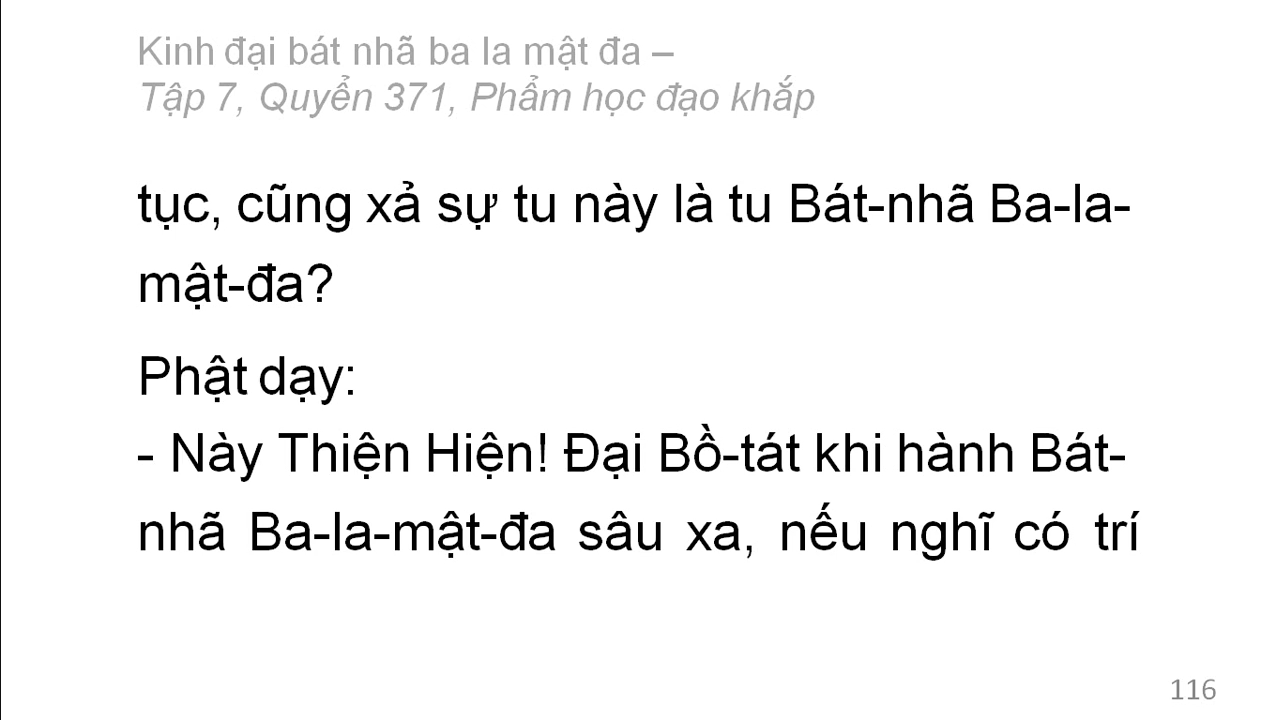 Kinh đại bát nhã ba la mật đa –
Tập 7, Quyển 371, Phẩm học đạo khắp
tục, cũng xả sự tu này là tu Bát-nhã Ba-la-
mật-đa?
Phật dạy:
- Này Thiện Hiện! Đại Bồ-tát khi hành Bát-
nhã Ba-la-mật-đa sâu xa, nếu nghĩ có trí
116